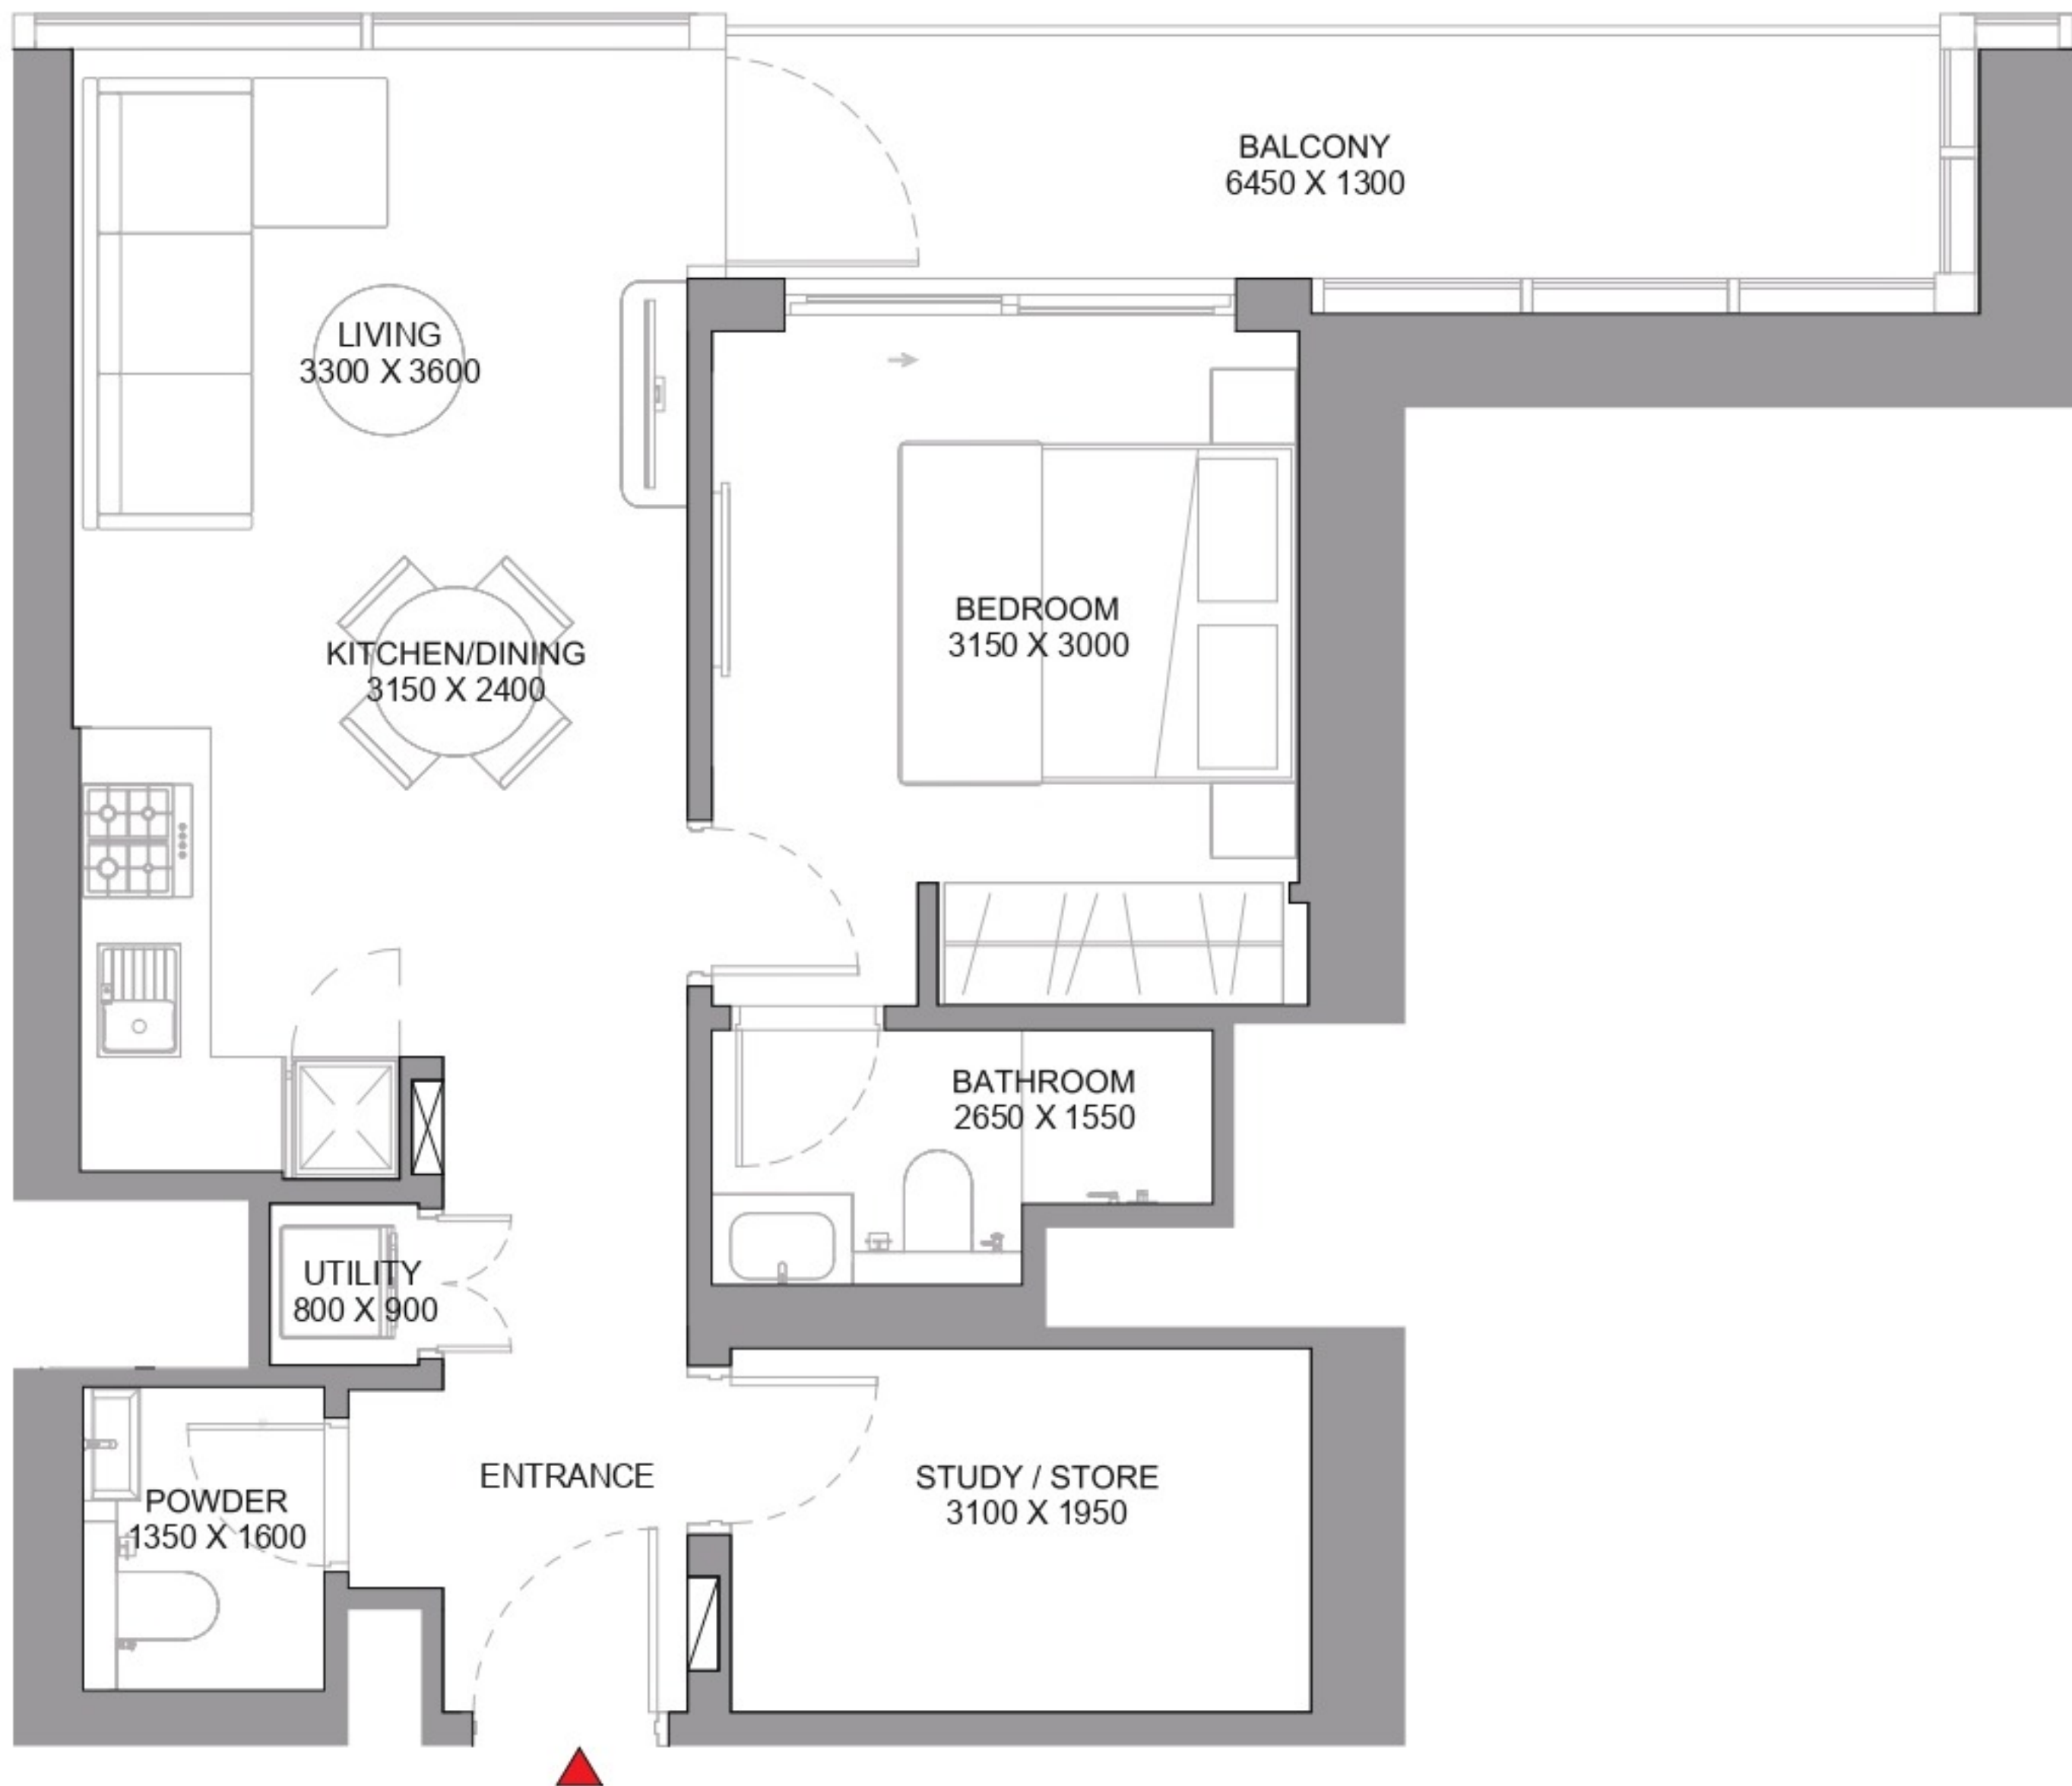 BALCONY
6450 X 1300
LIVING
3300 X 3600
BEDROOM
3150 X 3000
KITCHEN/DINING
3150 X 2400
BATHROOM
2650 X 1550
UTILITY
800 X 900
ENTRANCE
STUDY / STORE
3100 X 1950
POWDER
1350 X 1600